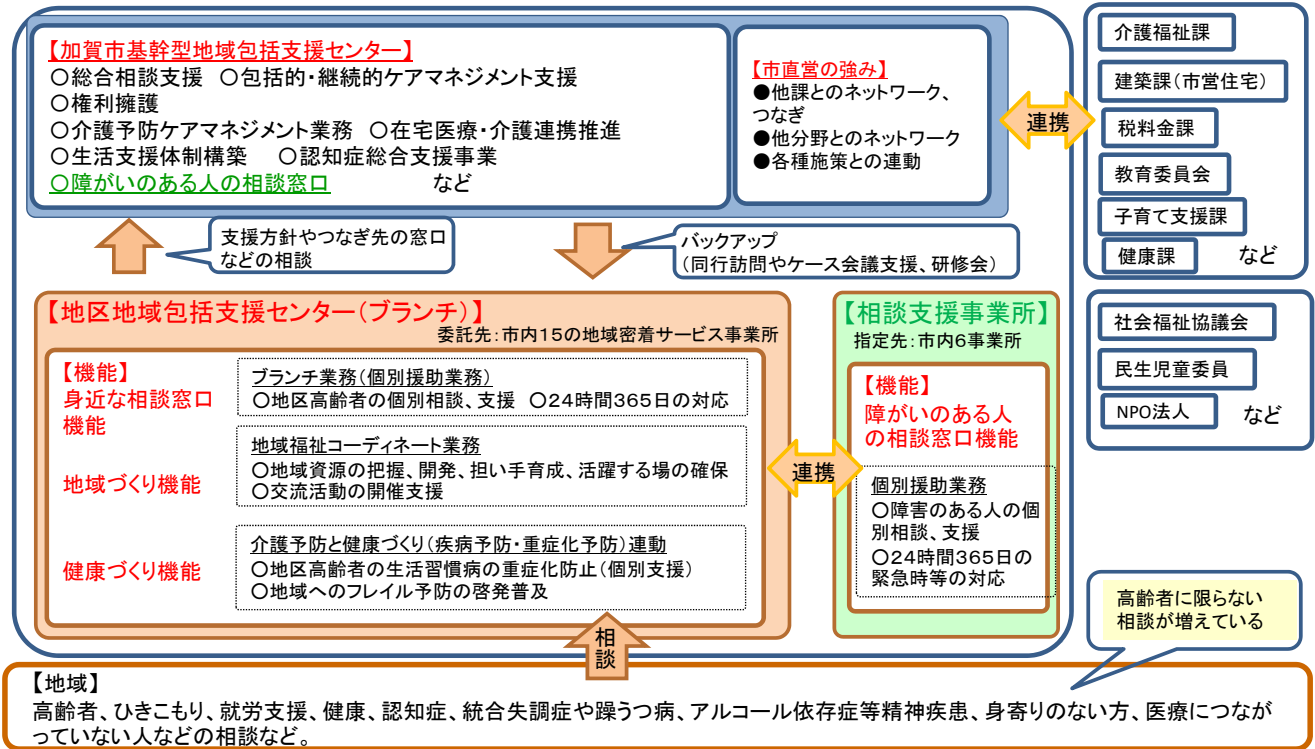 【加賀市基幹型地域包括支援センター】
○総合相談支援 ○包括的・継続的ケアマネジメント支援
○権利擁護
○介護予防ケアマネジメント業務 ○在宅医療・介護連携推進
○生活支援体制構築 ○認知症総合支援事業
○障がいのある人の相談窓口 など
【市直営の強み】
●他課とのネットワーク、
つなぎ
●他分野とのネットワーク
●各種施策との連動
連携
介護福祉課
建築課（市営住宅）
税料金課
教育委員会
子育て支援課
健康課 など
社会福祉協議会
民生児童委員
NPO法人 など
支援方針やつなぎ先の窓口
などの相談
バックアップ
（同行訪問やケース会議支援、研修会）
【地区地域包括支援センター（ブランチ）】
委託先：市内15の地域密着サービス事業所
【機能】
身近な相談窓口
機能
ブランチ業務（個別援助業務）
○地区高齢者の個別相談、支援 ○24時間365日の対応
地域づくり機能
地域福祉コーディネート業務
○地域資源の把握、開発、担い手育成、活躍する場の確保
○交流活動の開催支援
健康づくり機能
介護予防と健康づくり（疾病予防・重症化予防）連動
○地区高齢者の生活習慣病の重症化防止（個別支援）
○地域へのフレイル予防の啓発普及
連携
【相談支援事業所】
指定先：市内6事業所
【機能】
障がいのある人
の相談窓口機能
個別援助業務
○障害のある人の個
別相談、支援
○24時間365日の
緊急時等の対応
高齢者に限らない
相談が増えている
相談
【地域】
高齢者、ひきこもり、就労支援、健康、認知症、統合失調症や躁うつ病、アルコール依存症等精神疾患、身寄りのない方、医療につなが
っていない人などの相談など。